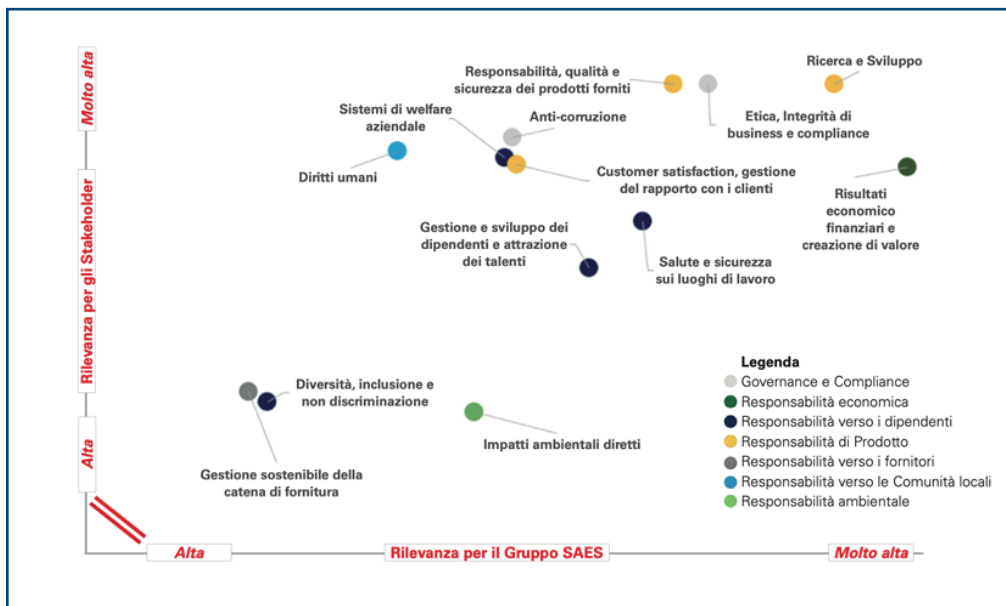 Molto alta
Rilevanza per gli Stakeholder
Alta
Responsabilità, qualità e
sicurezza dei prodotti forniti
Ricerca e Sviluppo
Sistemi di welfare
aziendale
Anti-corruzione
Etica, Integrità di
business e compliance
Diritti umani
Customer satisfaction, gestione
del rapporto con i clienti
Risultati
economico
finanziari e
creazione di valore
Gestione e sviluppo dei
dipendenti e attrazione
dei talenti
Salute e sicurezza
sui luoghi di lavoro
Diversità, inclusione e
non discriminazione
Impatti ambientali diretti
Gestione sostenibile della
catena di fornitura
Legenda
Governance e Compliance
Responsabilità economica
Responsabilità verso i dipendenti
Responsabilità di Prodotto
Responsabilità verso i fornitori
Responsabilità verso le Comunità locali
Responsabilità ambientale
Alta
Rilevanza per il Gruppo SAES
Molto alta